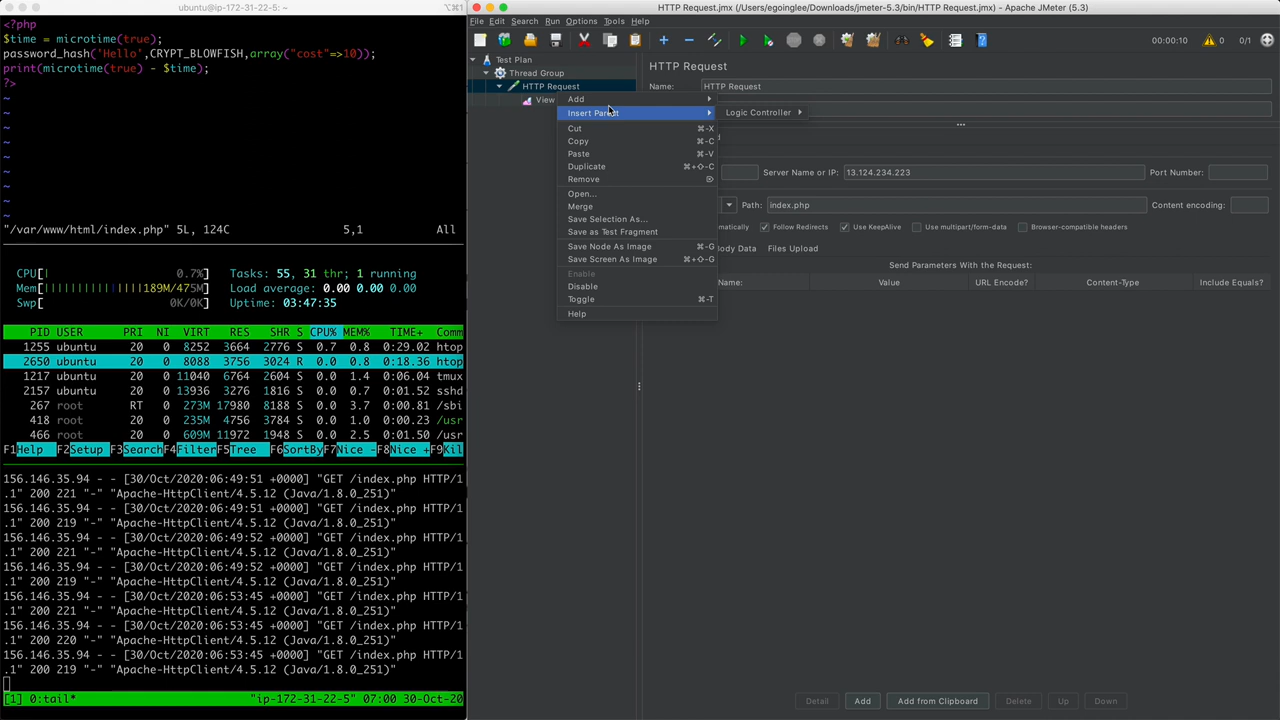 ubuntu@ip-172-31-22-5: ~
⌥⌘1
<?php
$time = microtime(true);
password_hash('Hello',CRYPT_BLOWFISH,array("cost"=>10));
print(microtime(true) - $time);
?>
~
~
~
~
~
~
~
~
~
"/var/www/html/index.php" 5L, 124C 5,1 All
CPU[| 0.7%] Tasks: 55, 31 thr; 1 running
Mem[|||||||||||||||||189M/475M] Load average: 0.00 0.00 0.00
Swp[ 0K/0K] Uptime: 03:47:35
PID USER PRI NI VIRT RES SHR S CPU% MEM% TIME+ Comm
1255 ubuntu 20 0 8252 3664 2776 S 0.7 0.8 0:29.02 htop
2650 ubuntu 20 0 8088 3756 3024 R 0.0 0.8 0:18.36 htop
1217 ubuntu 20 0 11040 6764 2604 S 0.0 1.4 0:06.04 tmux
2157 ubuntu 20 0 13936 3276 1816 S 0.0 0.7 0:01.52 sshd
267 root RT 0 273M 17980 8188 S 0.0 3.7 0:00.81 /sbi
418 root 20 0 235M 4756 3784 S 0.0 1.0 0:00.23 /usr
466 root 20 0 609M 11972 1948 S 0.0 2.5 0:01.50 /usr
F1Help F2Setup F3SearchF4FilterF5Tree F6SortByF7Nice -F8Nice +F9Kil
156.146.35.94 - - [30/Oct/2020:06:49:51 +0000] "GET /index.php HTTP/1
.1" 200 221 "-" "Apache-HttpClient/4.5.12 (Java/1.8.0_251)"
156.146.35.94 - - [30/Oct/2020:06:49:51 +0000] "GET /index.php HTTP/1
.1" 200 219 "-" "Apache-HttpClient/4.5.12 (Java/1.8.0_251)"
156.146.35.94 - - [30/Oct/2020:06:49:52 +0000] "GET /index.php HTTP/1
.1" 200 221 "-" "Apache-HttpClient/4.5.12 (Java/1.8.0_251)"
156.146.35.94 - - [30/Oct/2020:06:49:52 +0000] "GET /index.php HTTP/1
.1" 200 219 "-" "Apache-HttpClient/4.5.12 (Java/1.8.0_251)"
156.146.35.94 - - [30/Oct/2020:06:53:45 +0000] "GET /index.php HTTP/1
.1" 200 221 "-" "Apache-HttpClient/4.5.12 (Java/1.8.0_251)"
156.146.35.94 - - [30/Oct/2020:06:53:45 +0000] "GET /index.php HTTP/1
.1" 200 220 "-" "Apache-HttpClient/4.5.12 (Java/1.8.0_251)"
156.146.35.94 - - [30/Oct/2020:06:53:45 +0000] "GET /index.php HTTP/1
.1" 200 219 "-" "Apache-HttpClient/4.5.12 (Java/1.8.0_251)"
[1] 0:tail* "ip-172-31-22-5" 07:00 30-Oct-20
HTTP Request.jmx (/Users/egoinglee/Downloads/jmeter-5.3/bin/HTTP Request.jmx) - Apache JMeter (5.3)
File Edit Search Run Options Tools Help
00:00:10 0 0/1
Test Plan
Thread Group
HTTP Request
View
Add
Insert Parent
Logic Controller
Cut ⌘-X
Copy ⌘-C
Paste ⌘-V
Duplicate ⌘+⇧-C
Remove ⌦
Open...
Merge
Save Selection As...
Save as Test Fragment
Save Node As Image ⌘-G
Save Screen As Image ⌘+⇧-G
Enable
Disable
Toggle ⌘-T
Help
HTTP Request
Name: HTTP Request
Server Name or IP: 13.124.234.223 Port Number:
Path: index.php Content encoding:
matically Follow Redirects Use KeepAlive Use multipart/form-data Browser-compatible headers
Body Data Files Upload
Send Parameters With the Request:
Name: Value URL Encode? Content-Type Include Equals?
Detail Add Add from Clipboard Delete Up Down